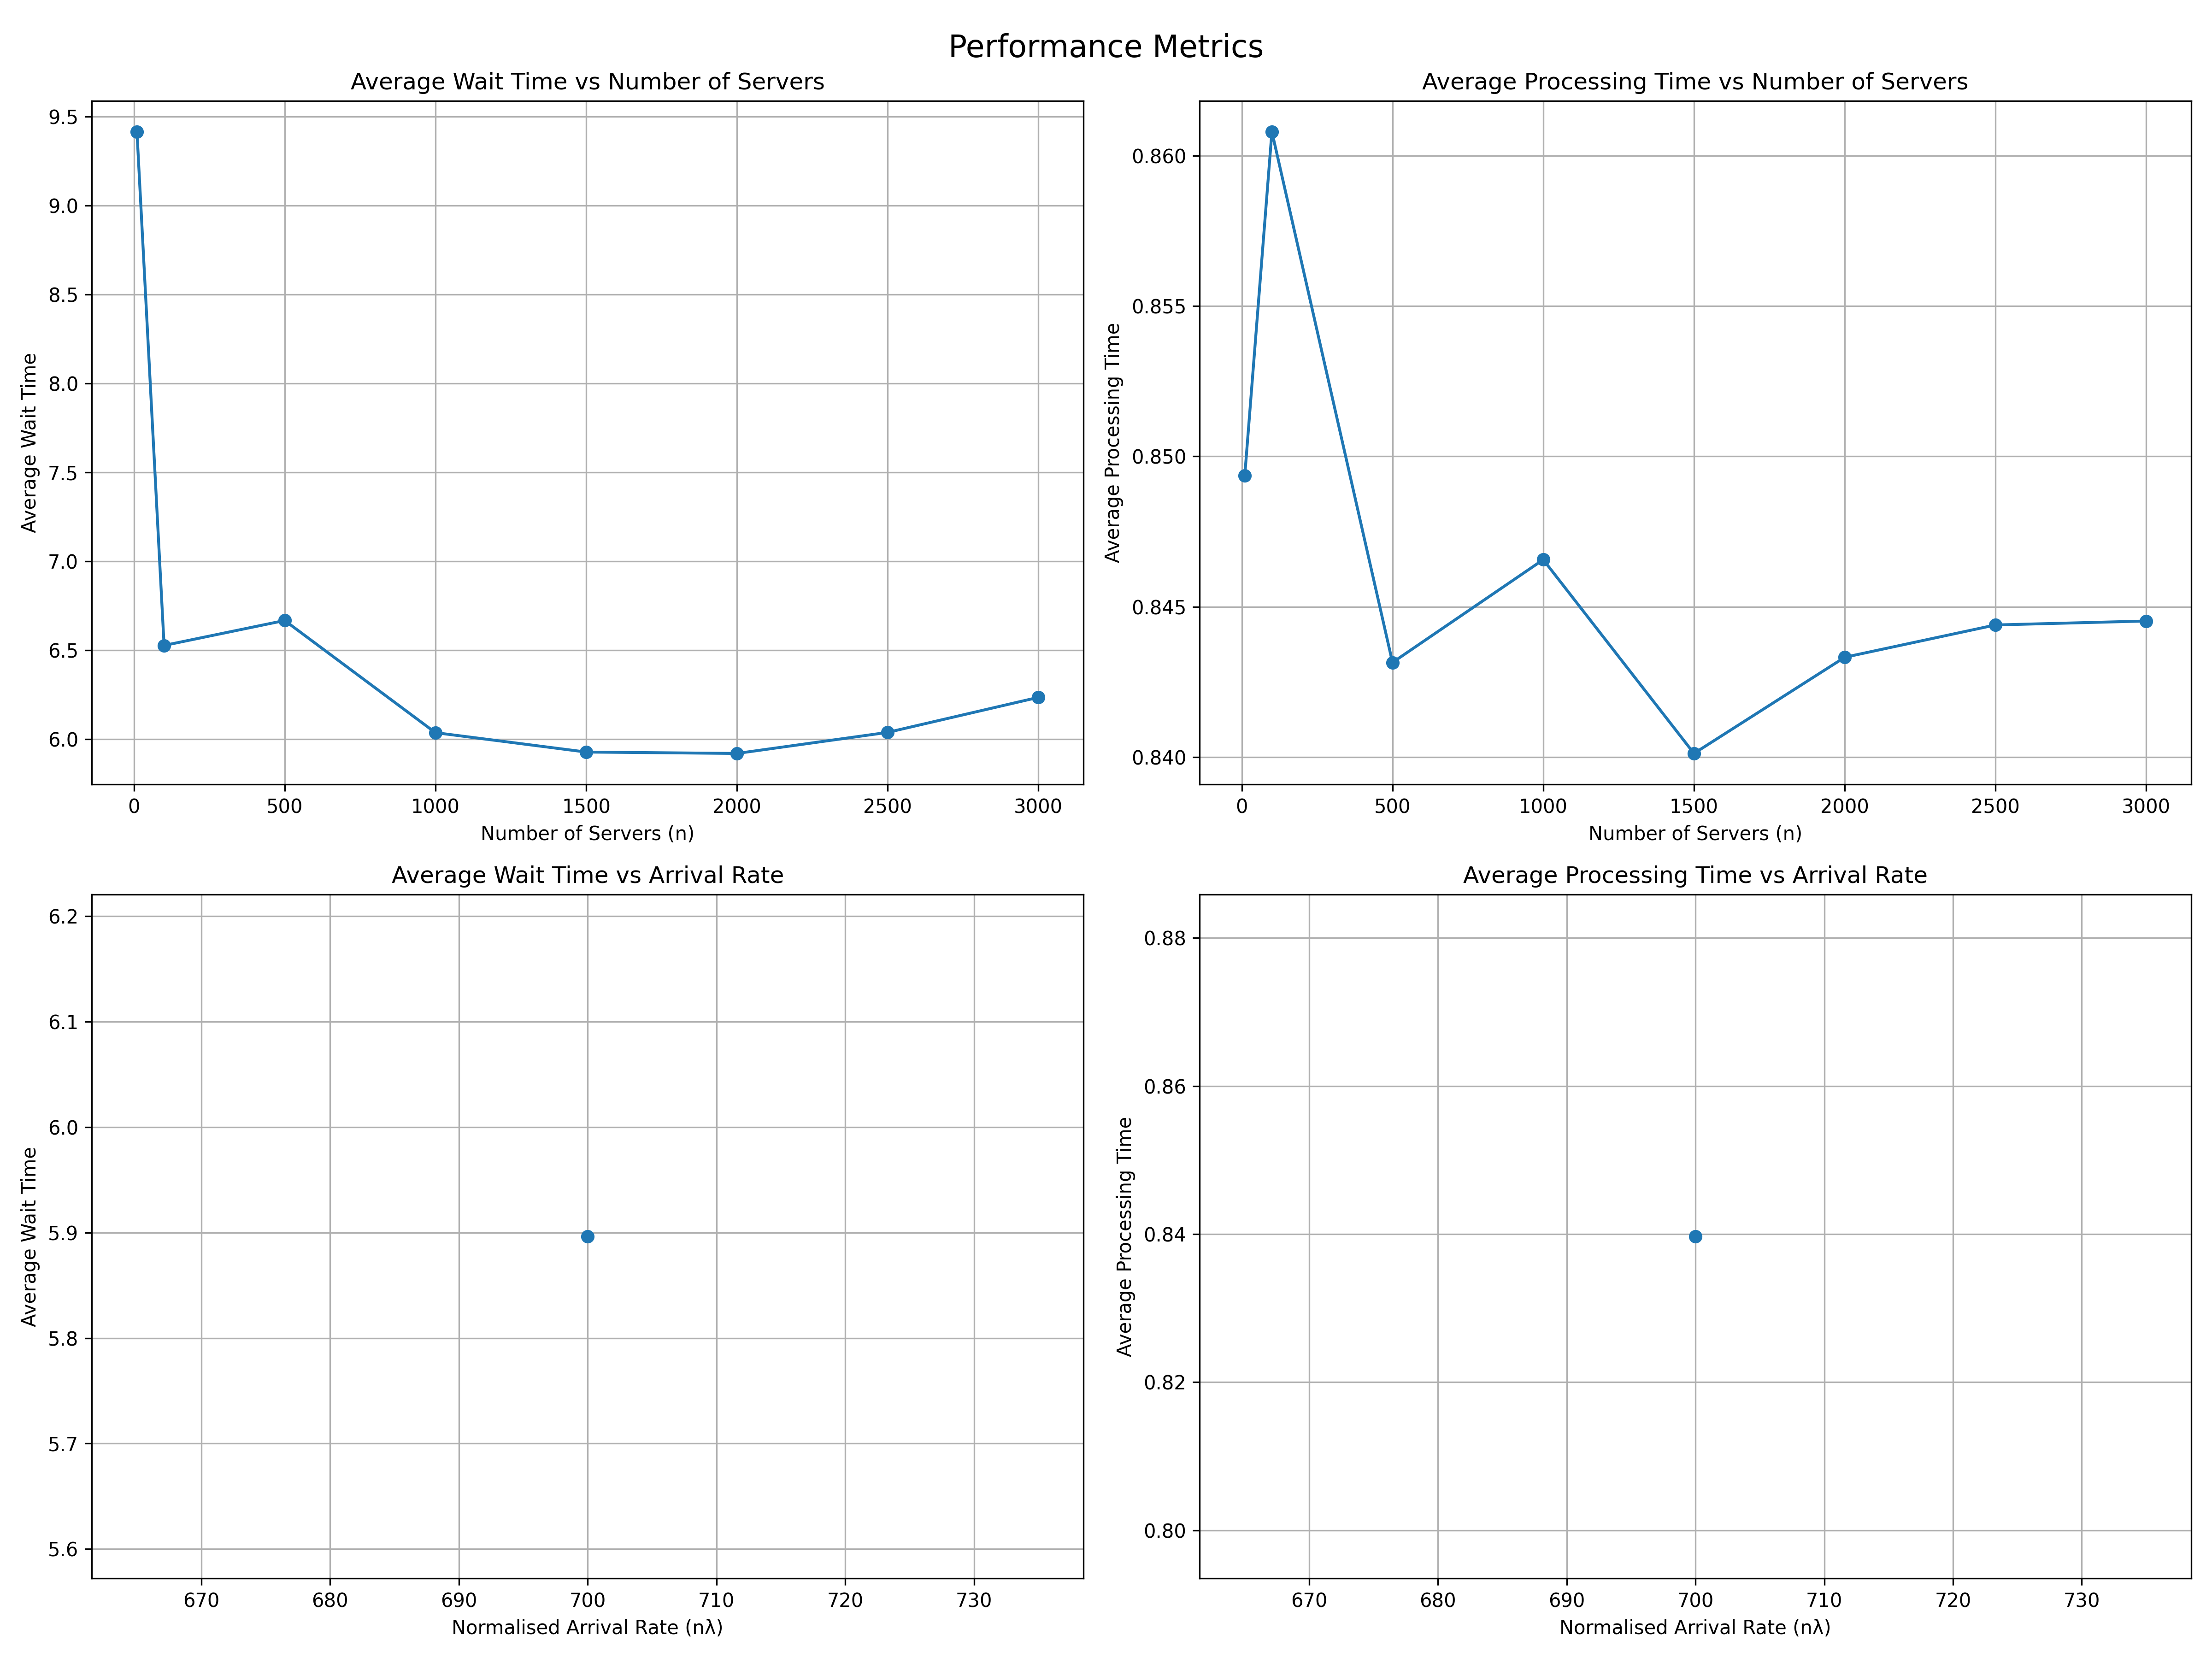 Performance Metrics
Average Wait Time vs Number of Servers
9.5
9.0
8.5
8.0
7.5
7.0
6.5
6.0
Average Wait Time
0 500 1000 1500 2000 2500 3000
Number of Servers (n)
Average Processing Time vs Number of Servers
0.860
0.855
0.850
0.845
0.840
Average Processing Time
0 500 1000 1500 2000 2500 3000
Number of Servers (n)
Average Wait Time vs Arrival Rate
6.2
6.1
6.0
5.9
5.8
5.7
5.6
Average Wait Time
670 680 690 700 710 720 730
Normalised Arrival Rate (nλ)
Average Processing Time vs Arrival Rate
0.88
0.86
0.84
0.82
0.80
Average Processing Time
670 680 690 700 710 720 730
Normalised Arrival Rate (nλ)